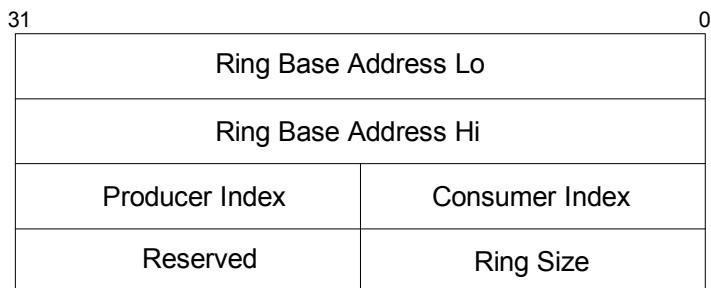 31 0
Ring Base Address Lo
Ring Base Address Hi
Producer Index Consumer Index
Reserved Ring Size